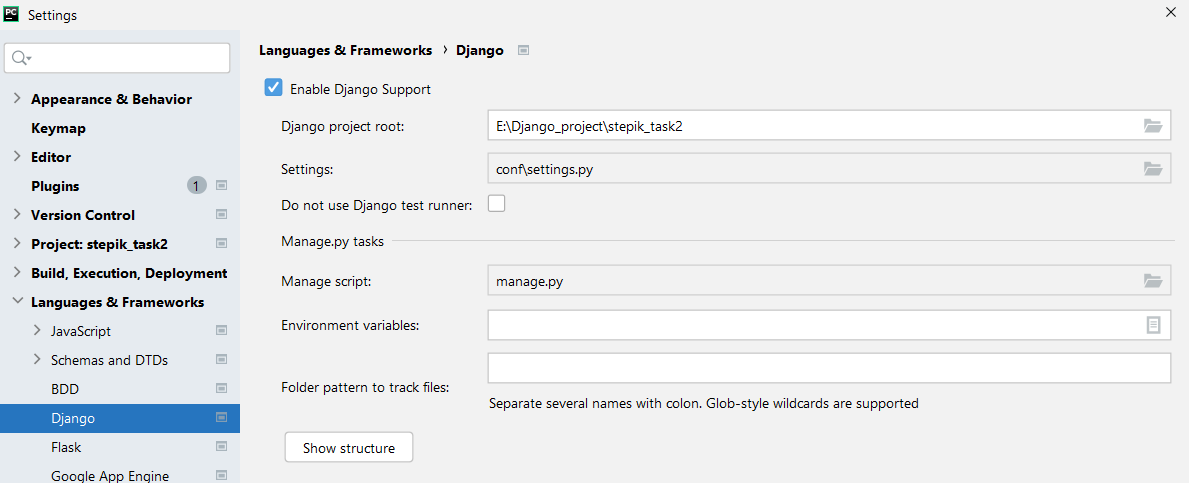 Settings
Languages & Frameworks › Django
Enable Django Support
Appearance & Behavior
Keymap
Editor
Plugins 1
Version Control
Project: stepik_task2
Build, Execution, Deployment
Languages & Frameworks
JavaScript
Schemas and DTDs
BDD
Django
Flask
Google App Engine
Django project root: E:\Django_project\stepik_task2
Settings: conf\settings.py
Do not use Django test runner:
Manage.py tasks
Manage script: manage.py
Environment variables:
Folder pattern to track files:
Separate several names with colon. Glob-style wildcards are supported
Show structure